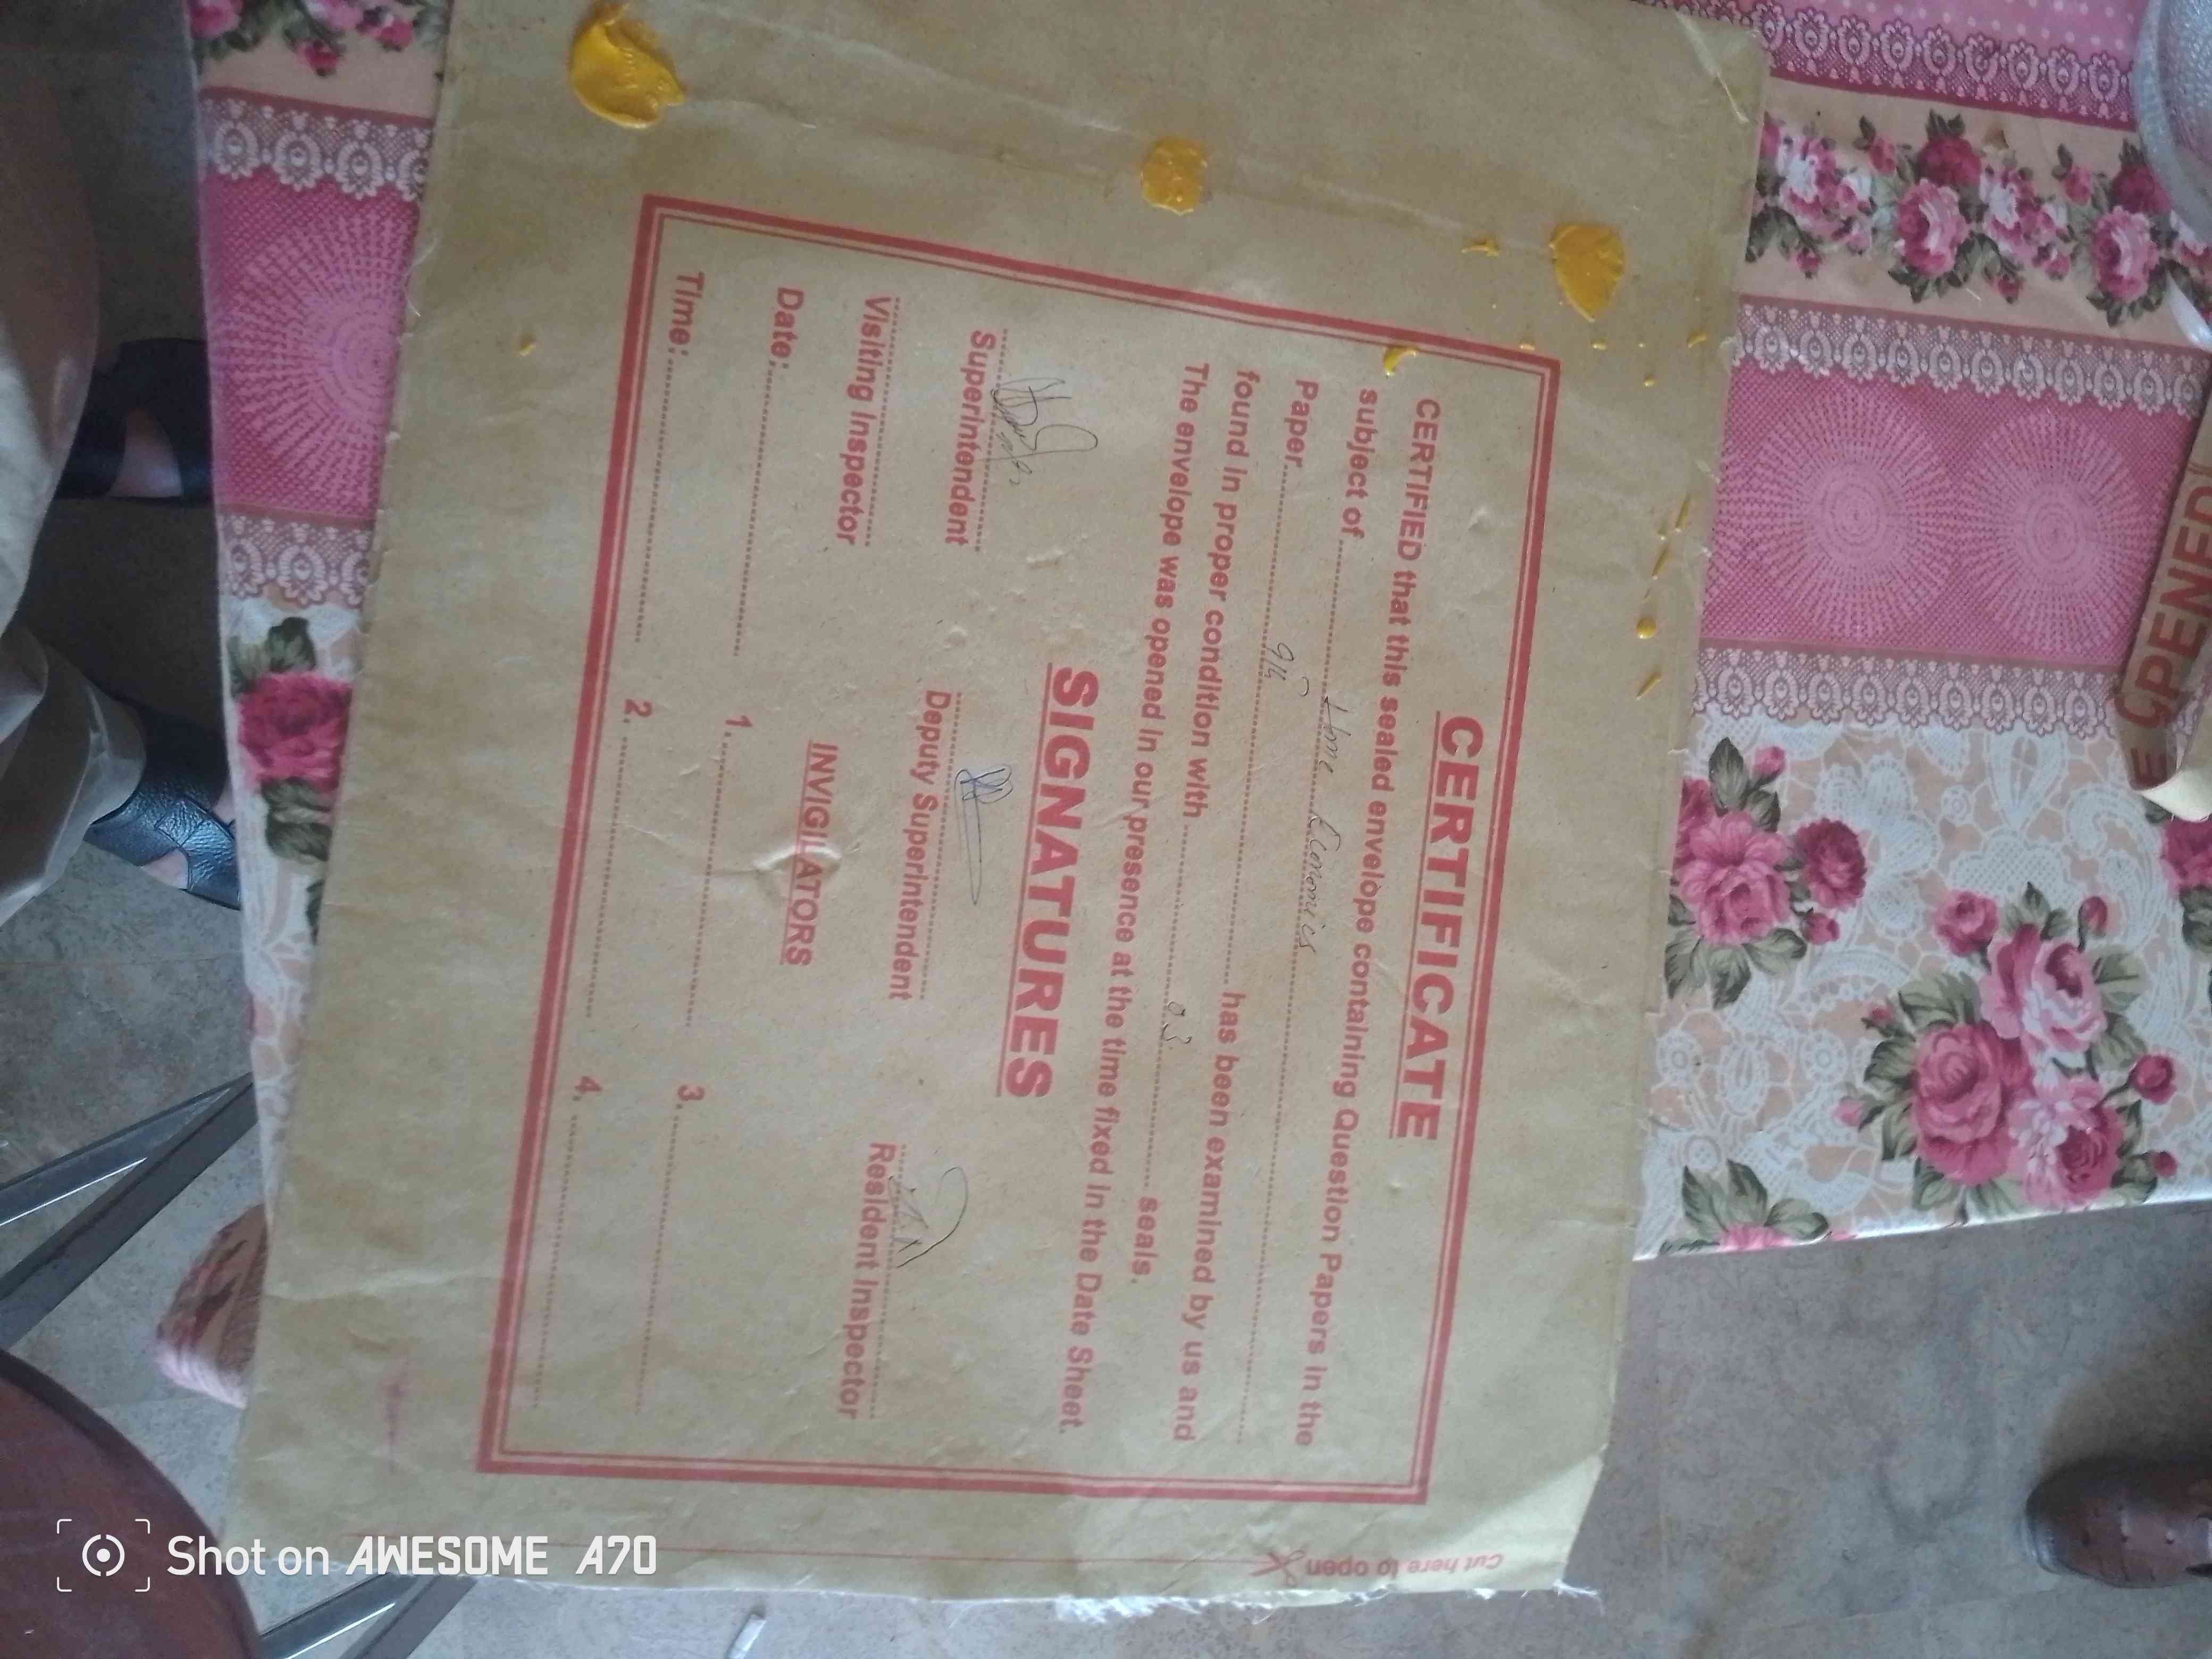 CERTIFICATE
CERTIFIED that this sealed envelope containing Question Papers in the
subject of Home Economics
Paper 9th
has been examined by us and
found in proper condition with 03 seals.
The envelope was opened in our presence at the time fixed in the Date Sheet.
SIGNATURES
Superintendent
Deputy Superintendent
Resident Inspector
Visiting Inspector
INVIGILATORS
Date:
1.
3.
Time:
2.
4.
Cut here to open
OPENED
Shot on AWESOME A70